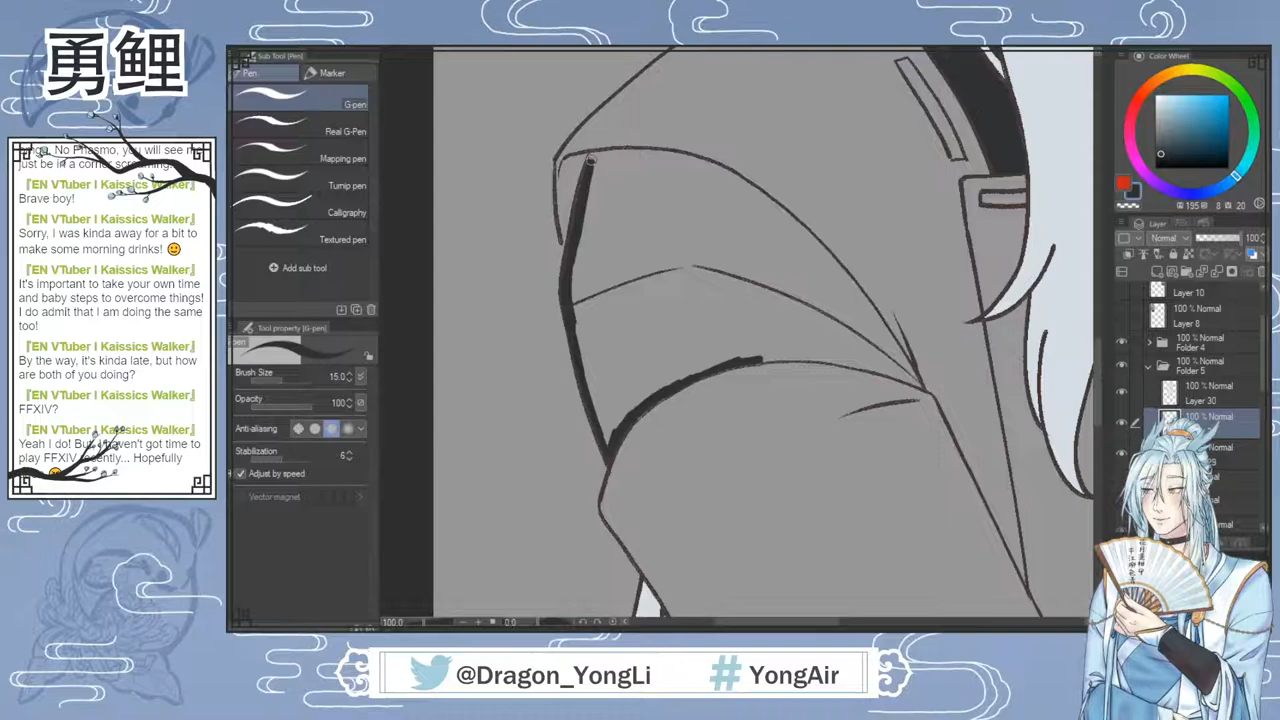 勇鲤
just be in a corner screaming.
『EN VTuber | Kaissics Walker』
Brave boy!
『EN VTuber | Kaissics Walker』
Sorry, I was kinda away for a bit to
make some morning drinks!
『EN VTuber | Kaissics Walker』
It's important to take your own time
and baby steps to overcome things!
I do admit that I am doing the same
too!
『EN VTuber | Kaissics Walker』
By the way, it's kinda late, but how
are both of you doing?
『EN VTuber | Kaissics Walker』
FFXIV?
『EN VTuber | Kaissics Walker』
Yeah I do! But I haven't got time to
play FFXIV recently... Hopefully
Sub Tool [Pen]
Pen
Marker
G-pen
Real G-Pen
Mapping pen
Turnip pen
Calligraphy
Textured pen
Add sub tool
Tool property [G-pen]
Brush Size 15.0
Opacity 100
Anti-aliasing
Stabilization 6
Adjust by speed
Vector magnet
100.0
0.0
Color Wheel
195 8 20
Layer
Normal 100
Layer 10
100 % Normal
Layer 8
100 % Normal
Folder 4
100 % Normal
Folder 5
100 % Normal
Layer 30
100 % Normal
@Dragon_YongLi
# YongAir